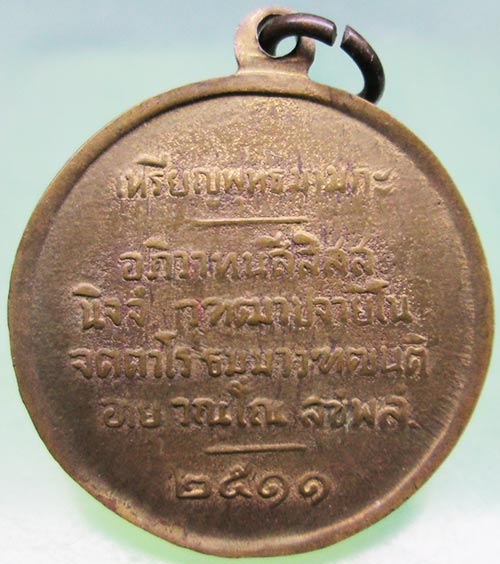 เหรียญพุทธมามกะ
อภิวาทนสีลิสส
นิจจํ วุฑฒาปจายิโน
จตตาโรธมมาวฑฒนติ
อายุ วณโณ สุขํพลํ.
๒๕๑๑